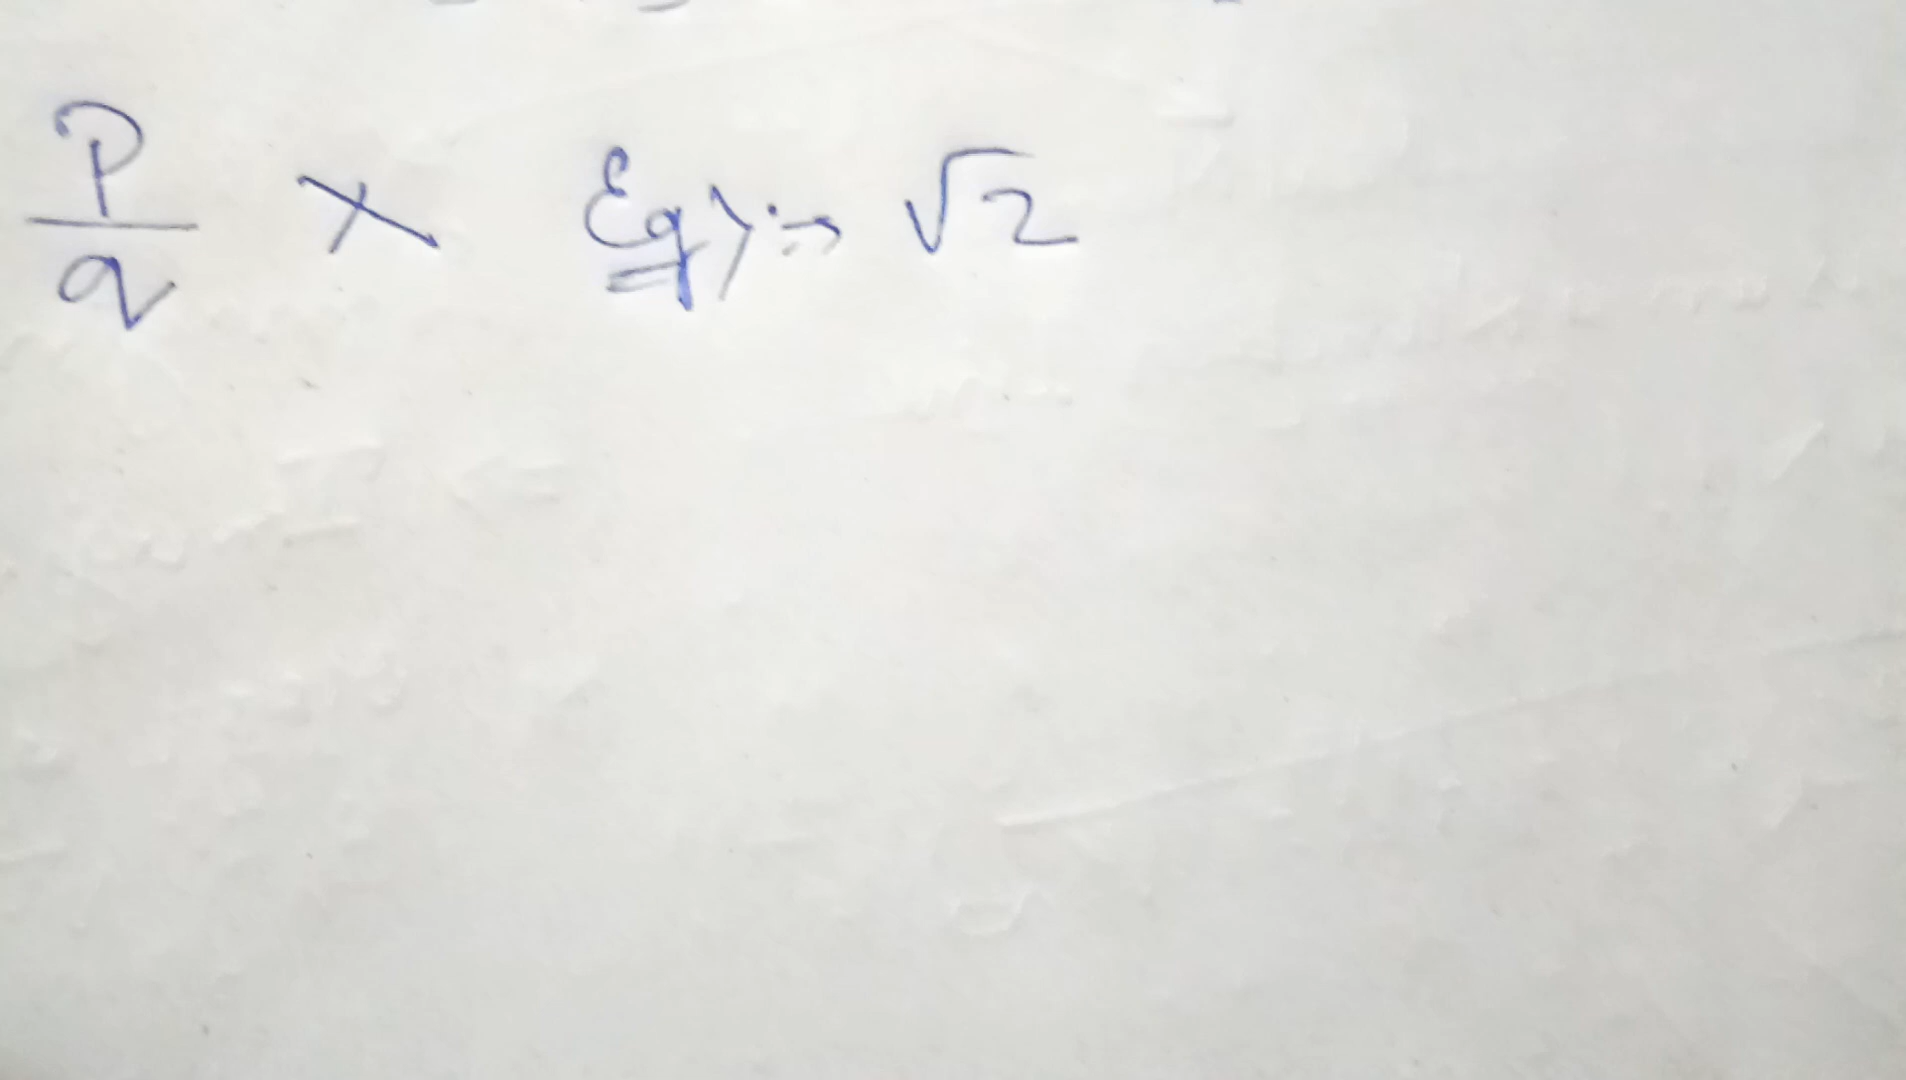 P/q × Eg):→ √2